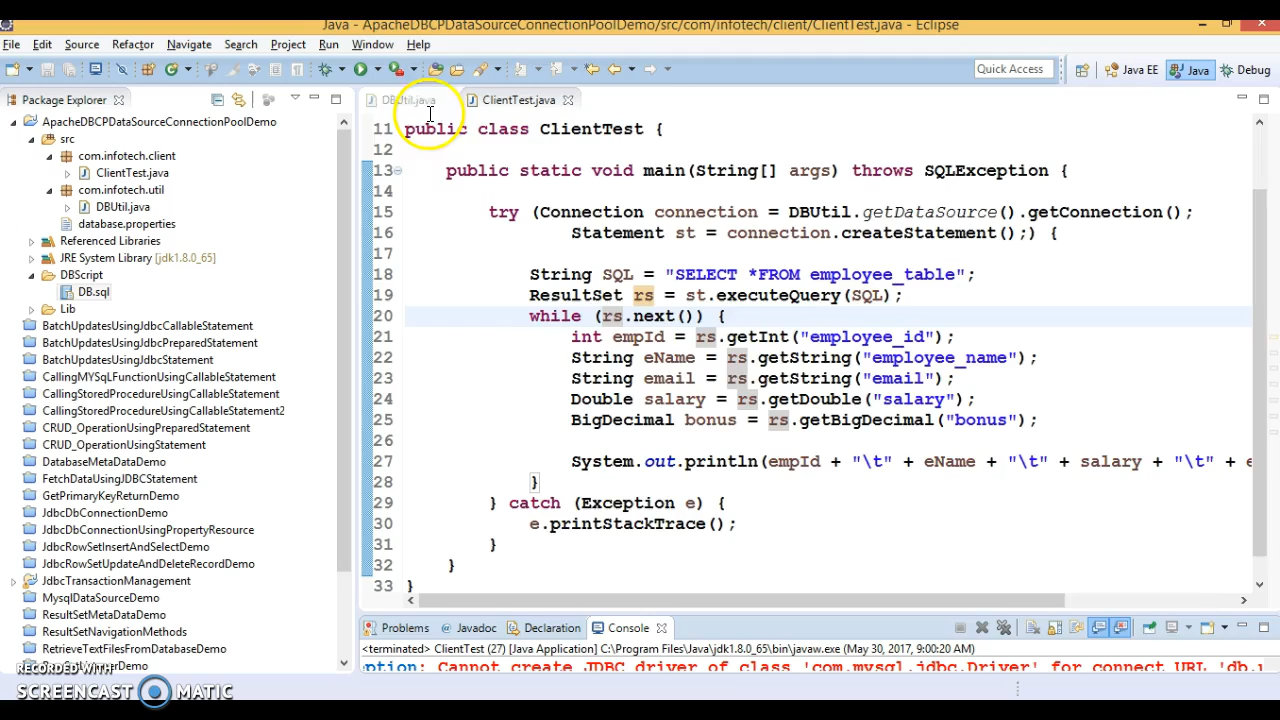 Java - ApacheDBCPDataSourceConnectionPoolDemo/src/com/infotech/client/ClientTest.java - Eclipse
File Edit Source Refactor Navigate Search Project Run Window Help
Quick Access Java EE Java Debug
Package Explorer
DBUtil.java ClientTest.java
ApacheDBCPDataSourceConnectionPoolDemo
src
com.infotech.client
ClientTest.java
com.infotech.util
DBUtil.java
database.properties
Referenced Libraries
JRE System Library [jdk1.8.0_65]
DBScript
DB.sql
Lib
BatchUpdatesUsingJdbcCallableStatement
BatchUpdatesUsingJdbcPreparedStatement
BatchUpdatesUsingJdbcStatement
CallingMYSqlFunctionUsingCallableStatement
CallingStoredProcedureUsingCallableStatement
CallingStoredProcedureUsingCallableStatement2
CRUD_OperationUsingPreparedStatement
CRUD_OperationUsingStatement
DatabaseMetaDataDemo
FetchDataUsingJDBCStatement
GetPrimaryKeyReturnDemo
JdbcDbConnectionDemo
JdbcDbConnectionUsingPropertyResource
JdbcRowSetInsertAndSelectDemo
JdbcRowSetUpdateAndDeleteRecordDemo
JdbcTransactionManagement
MysqlDataSourceDemo
ResultSetMetaDataDemo
ResultSetNavigationMethods
RetrieveTextFilesFromDatabaseDemo
11 public class ClientTest {
12
13 public static void main(String[] args) throws SQLException {
14
15 try (Connection connection = DBUtil.getDataSource().getConnection();
16 Statement st = connection.createStatement();) {
17
18 String SQL = "SELECT *FROM employee_table";
19 ResultSet rs = st.executeQuery(SQL);
20 while (rs.next()) {
21 int empId = rs.getInt("employee_id");
22 String eName = rs.getString("employee_name");
23 String email = rs.getString("email");
24 Double salary = rs.getDouble("salary");
25 BigDecimal bonus = rs.getBigDecimal("bonus");
26
27 System.out.println(empId + "\t" + eName + "\t" + salary + "\t" + e
28 }
29 } catch (Exception e) {
30 e.printStackTrace();
31 }
32 }
33 }
Problems Javadoc Declaration Console
<terminated> ClientTest (27) [Java Application] C:\Program Files\Java\jdk1.8.0_65\bin\javaw.exe (May 30, 2017, 9:00:20 AM)
ption: Cannot create JDBC driver of class 'com.mysql.jdbc.Driver' for connect URL 'db.u
RECORDED WITH
SCREENCAST MATIC